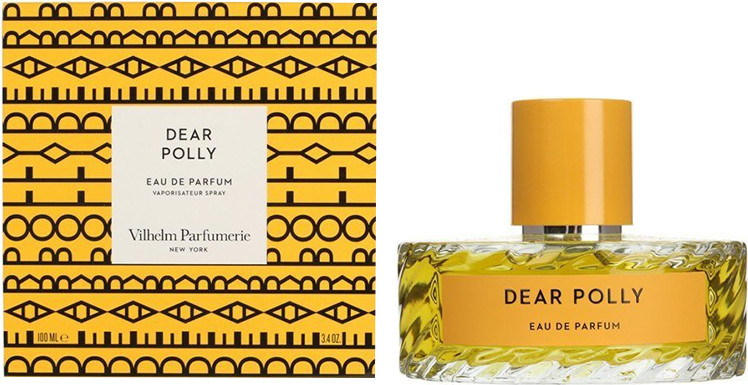 DEAR
POLLY
EAU DE PARFUM
VAPORISATEUR SPRAY
Vilhelm Parfumerie
NEW YORK
100 ML ℮
3.4 OZ.
DEAR POLLY
EAU DE PARFUM